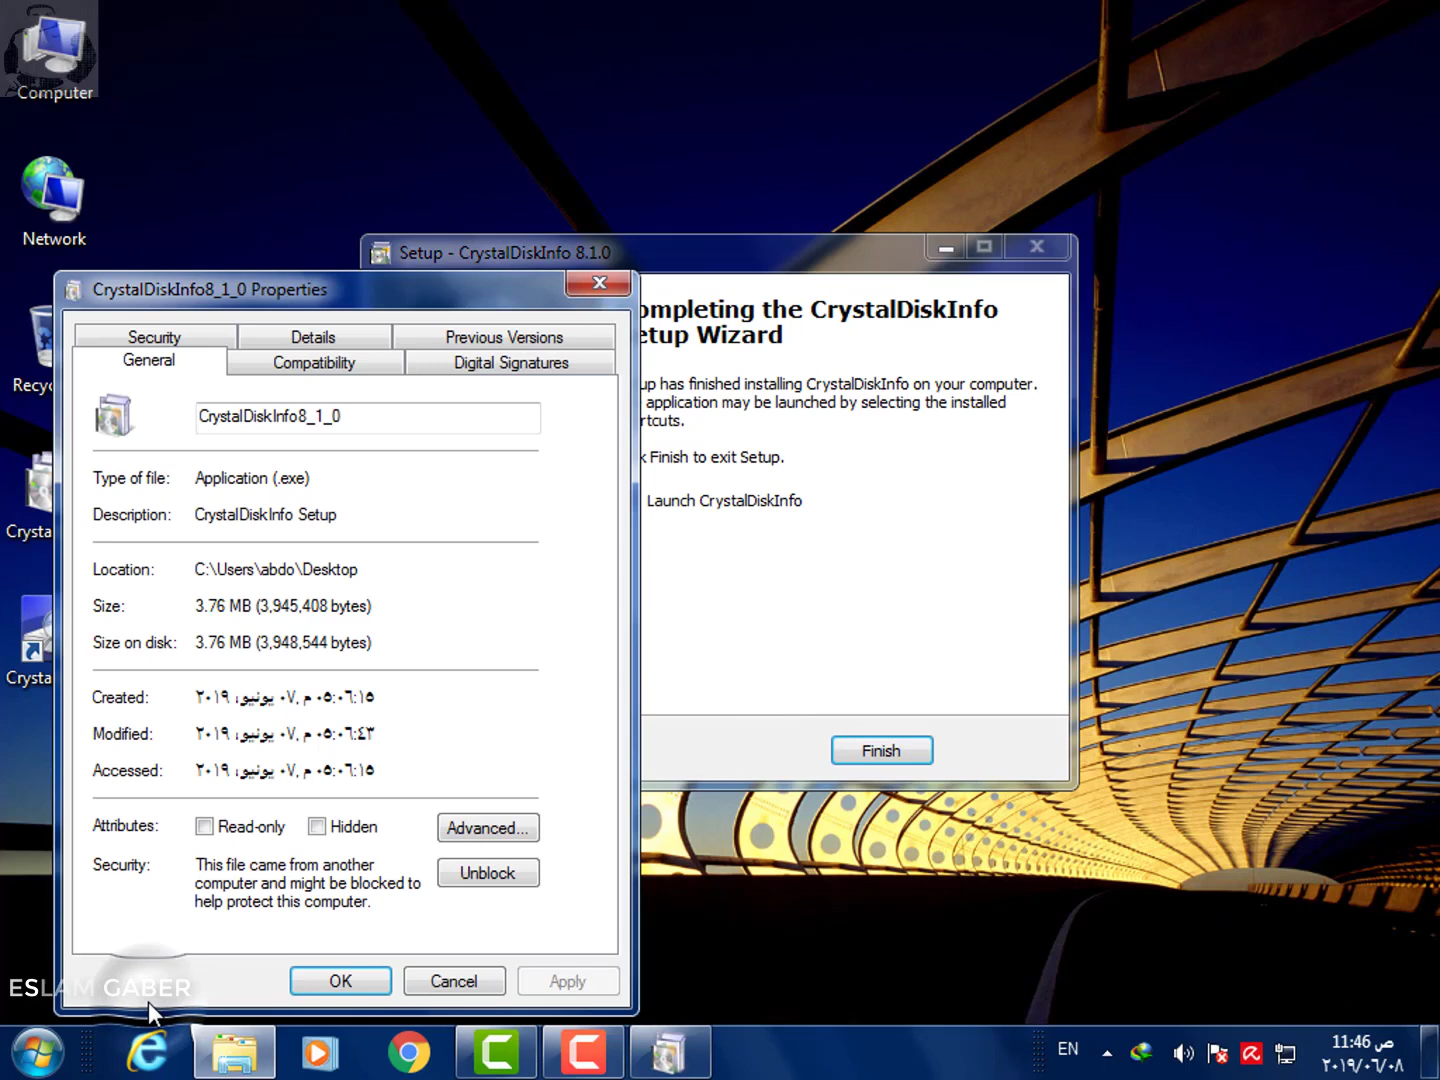 Computer
Network
Recyc
Crysta
Crysta
Setup - CrystalDiskInfo 8.1.0
ompleting the CrystalDiskInfo
etup Wizard
up has finished installing CrystalDiskInfo on your computer.
application may be launched by selecting the installed
rtcuts.
k Finish to exit Setup.
Launch CrystalDiskInfo
Finish
CrystalDiskInfo8_1_0 Properties
Security
Details
Previous Versions
General
Compatibility
Digital Signatures
CrystalDiskInfo8_1_0
Type of file: Application (.exe)
Description: CrystalDiskInfo Setup
Location: C:\Users\abdo\Desktop
Size: 3.76 MB (3,945,408 bytes)
Size on disk: 3.76 MB (3,948,544 bytes)
Created: ٠٧ يونيو, ٢٠١٩, ٠٥:٠٦:١٥ م
Modified: ٠٧ يونيو, ٢٠١٩, ٠٥:٠٦:٤٣ م
Accessed: ٠٧ يونيو, ٢٠١٩, ٠٥:٠٦:١٥ م
Attributes: Read-only Hidden Advanced...
Security: This file came from another
computer and might be blocked to
help protect this computer.
Unblock
OK Cancel Apply
ESLAM GABER
EN
11:46 ص
٢٠١٩/٠٦/٠٨